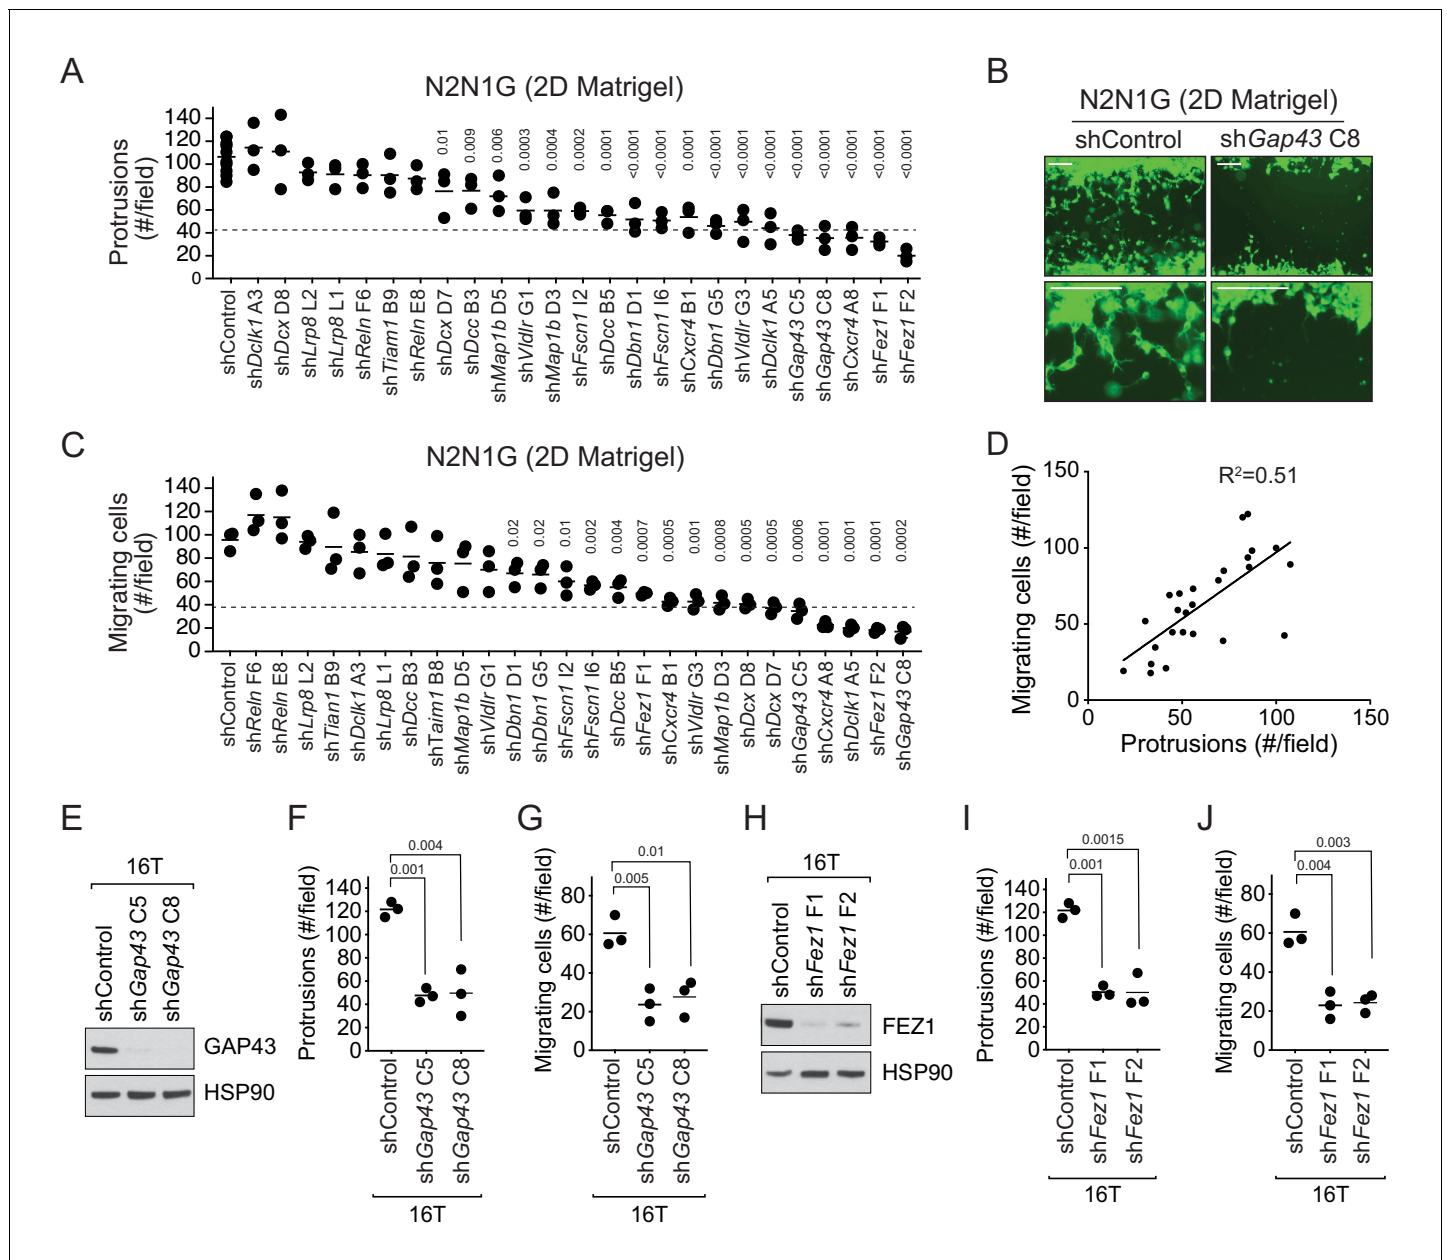 A
N2N1G (2D Matrigel)
Protrusions
(#/field)
140
120
100
80
60
40
20
0
0.01
0.009
0.006
0.0003
0.0004
0.0002
0.0001
<0.0001
<0.0001
<0.0001
<0.0001
<0.0001
<0.0001
<0.0001
<0.0001
<0.0001
<0.0001
<0.0001
shControl
shDclk1 A3
shDcx D8
shLrp8 L2
shLrp8 L1
shReln F6
shTiam1 B9
shReln E8
shDcx D7
shDcc B3
shMap1b D5
shVldlr G1
shMap1b D3
shFscn1 I2
shDcc B5
shDbn1 D1
shFscn1 I6
shCxcr4 B1
shDbn1 G5
shVldlr G3
shDclk1 A5
shGap43 C5
shGap43 C8
shCxcr4 A8
shFez1 F1
shFez1 F2
B
N2N1G (2D Matrigel)
shControl
shGap43 C8
C
N2N1G (2D Matrigel)
Migrating cells
(#/field)
140
120
100
80
60
40
20
0
0.02
0.02
0.01
0.002
0.004
0.0007
0.0005
0.001
0.0008
0.0005
0.0005
0.0006
0.0001
0.0001
0.0001
0.0002
shControl
shReln F6
shReln E8
shLrp8 L2
shTian1 B9
shDclk1 A3
shLrp8 L1
shDcc B3
shTaim1 B8
shMap1b D5
shVldlr G1
shDbn1 D1
shDbn1 G5
shFscn1 I2
shFscn1 I6
shDcc B5
shFez1 F1
shCxcr4 B1
shVldlr G3
shMap1b D3
shDcx D8
shDcx D7
shGap43 C5
shCxcr4 A8
shDclk1 A5
shFez1 F2
shGap43 C8
D
Migrating cells (#/field)
150
100
50
0
R²=0.51
0
50
100
150
Protrusions (#/field)
E
16T
shControl
shGap43 C5
shGap43 C8
GAP43
HSP90
F
Protrusions (#/field)
140
120
100
80
60
40
20
0
0.004
0.001
shControl
shGap43 C5
shGap43 C8
16T
G
Migrating cells (#/field)
80
60
40
20
0
0.01
0.005
shControl
shGap43 C5
shGap43 C8
16T
H
16T
shControl
shFez1 F1
shFez1 F2
FEZ1
HSP90
I
Protrusions (#/field)
140
120
100
80
60
40
20
0
0.0015
0.001
shControl
shFez1 F1
shFez1 F2
16T
J
Migrating cells (#/field)
80
60
40
20
0
0.003
0.004
shControl
shFez1 F1
shFez1 F2
16T